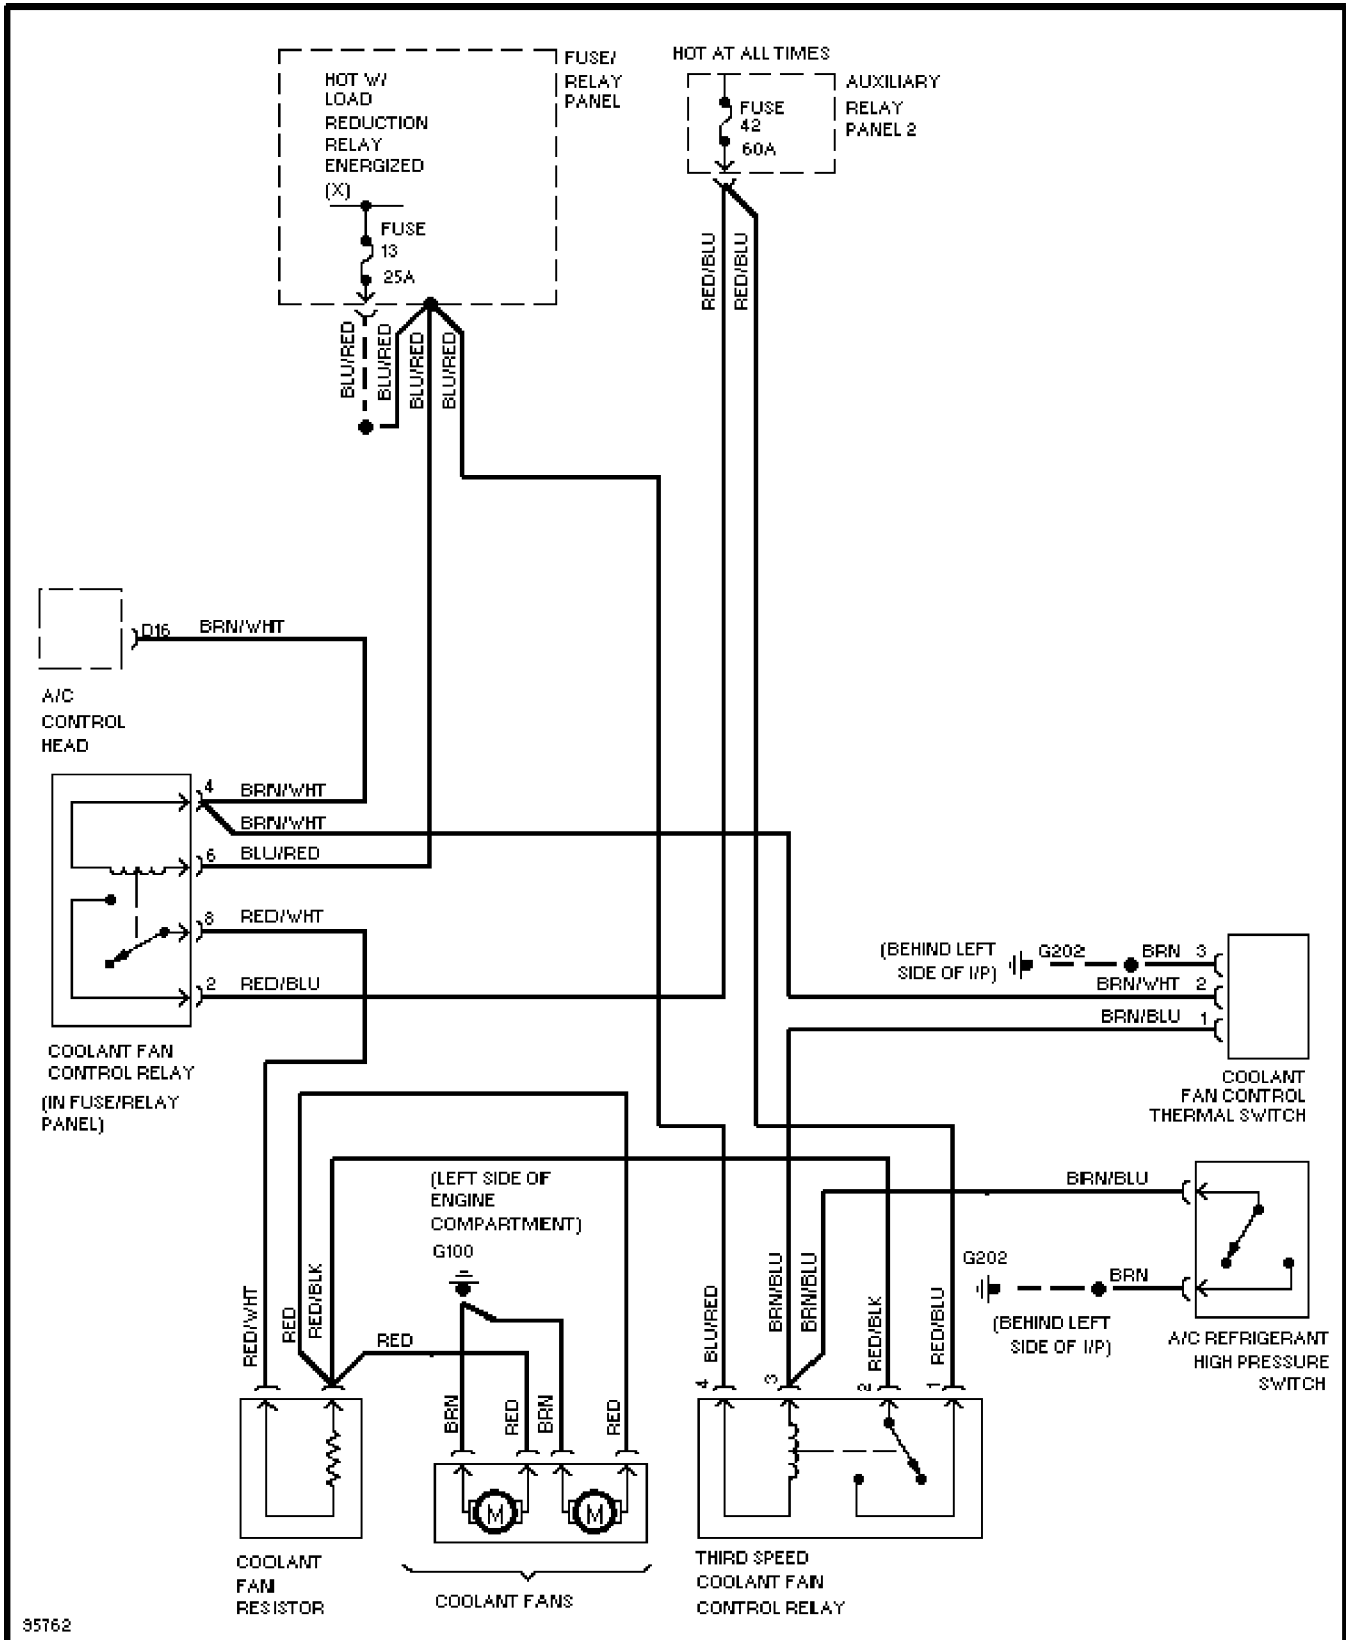 FUSE/
RELAY
PANEL
HOT W/
LOAD
REDUCTION
RELAY
ENERGIZED
(X)
FUSE
13
25A
HOT AT ALL TIMES
AUXILIARY
RELAY
PANEL 2
FUSE
42
60A
BLU/RED
BLU/RED
BLU/RED
BLU/RED
RED/BLU
RED/BLU
D16
BRN/WHT
A/C
CONTROL
HEAD
4 BRN/WHT
BRN/WHT
6 BLU/RED
8 RED/WHT
2 RED/BLU
COOLANT FAN
CONTROL RELAY
(IN FUSE/RELAY
PANEL)
(BEHIND LEFT
SIDE OF I/P)
G202
BRN 3
BRN/WHT 2
BRN/BLU 1
COOLANT
FAN CONTROL
THERMAL SWITCH
(LEFT SIDE OF
ENGINE
COMPARTMENT)
G100
BRN/BLU
G202
BRN
(BEHIND LEFT
SIDE OF I/P)
A/C REFRIGERANT
HIGH PRESSURE
SWITCH
RED/WHT
RED
RED/BLK
RED
BRN
RED
BRN
RED
BLU/RED
BRN/BLU
BRN/BLU
RED/BLK
RED/BLU
4
3
2
1
M
M
COOLANT
FAN
RESISTOR
COOLANT FANS
THIRD SPEED
COOLANT FAN
CONTROL RELAY
95762